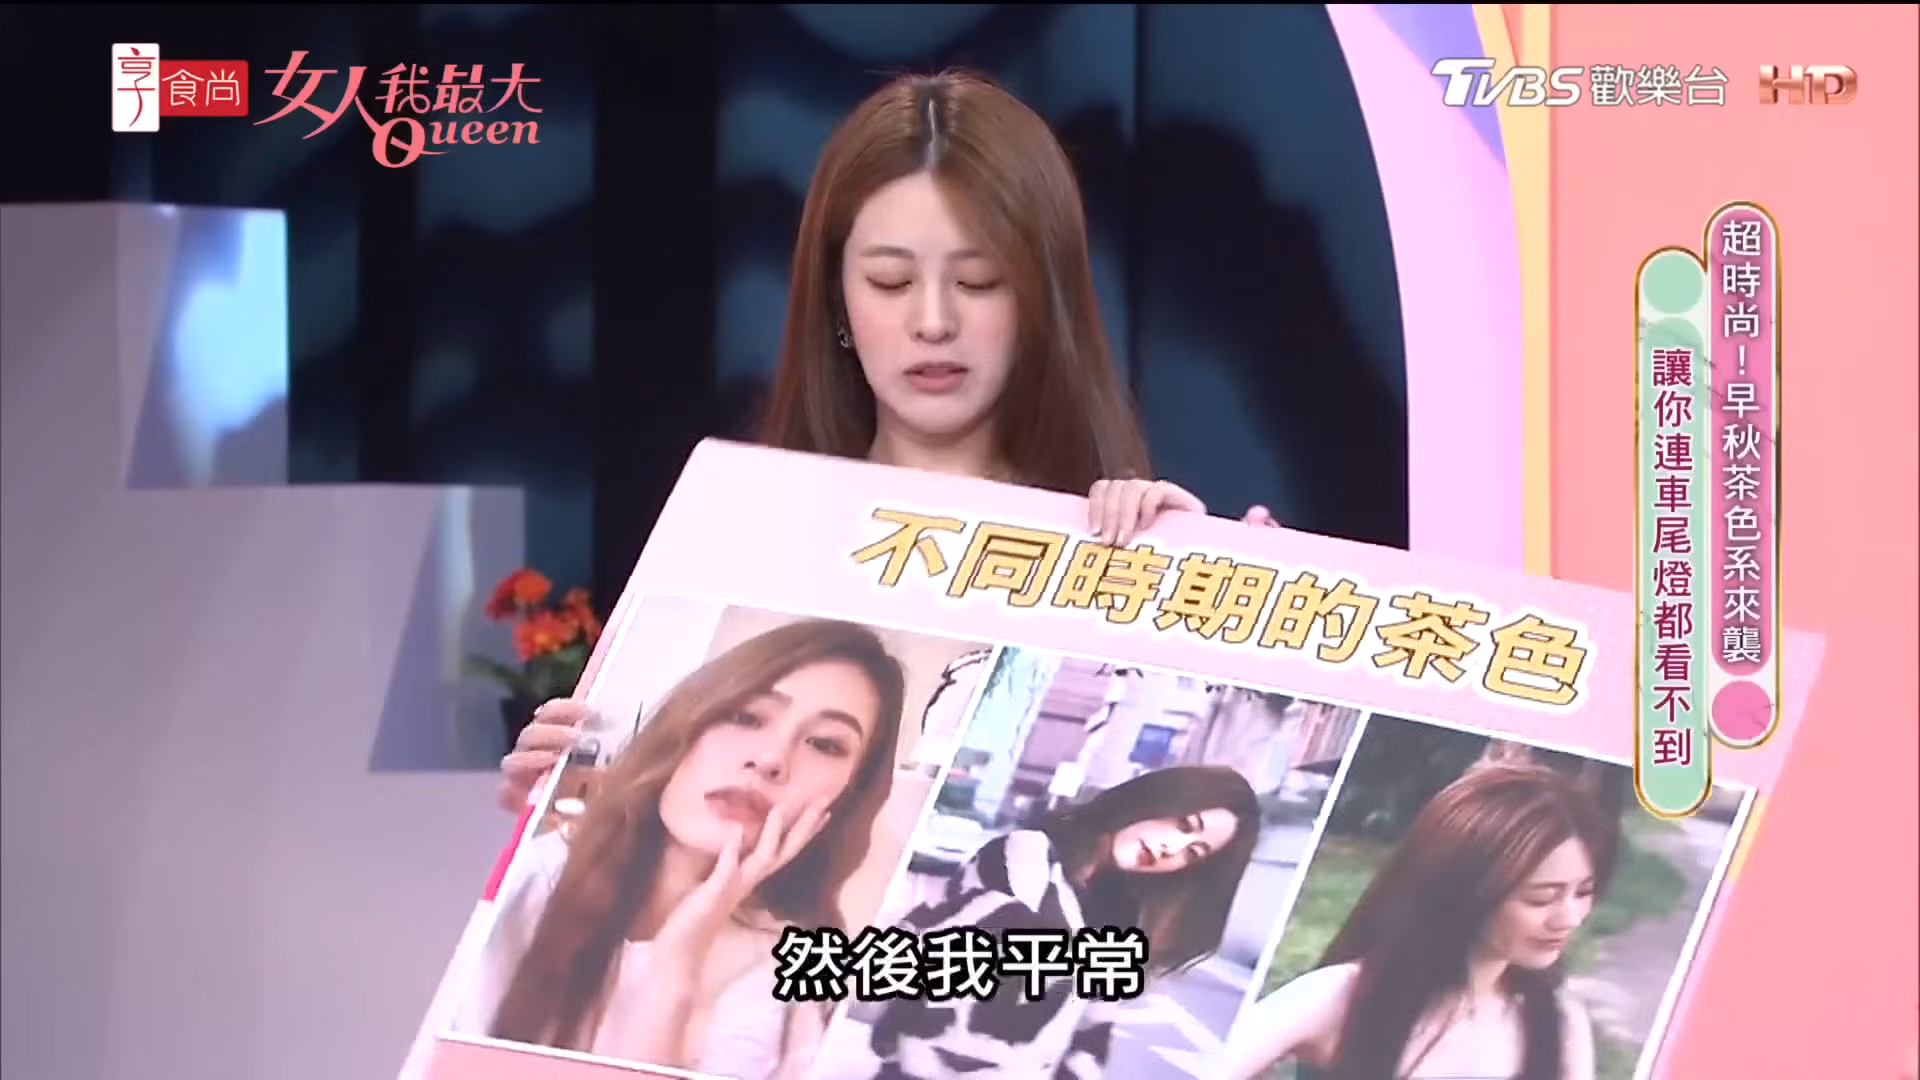 享
食尚
女人我最大
Queen
TVBS歡樂台 HD
超時尚！早秋茶色系來襲
讓你連車尾燈都看不到
不同時期的茶色
然後我平常